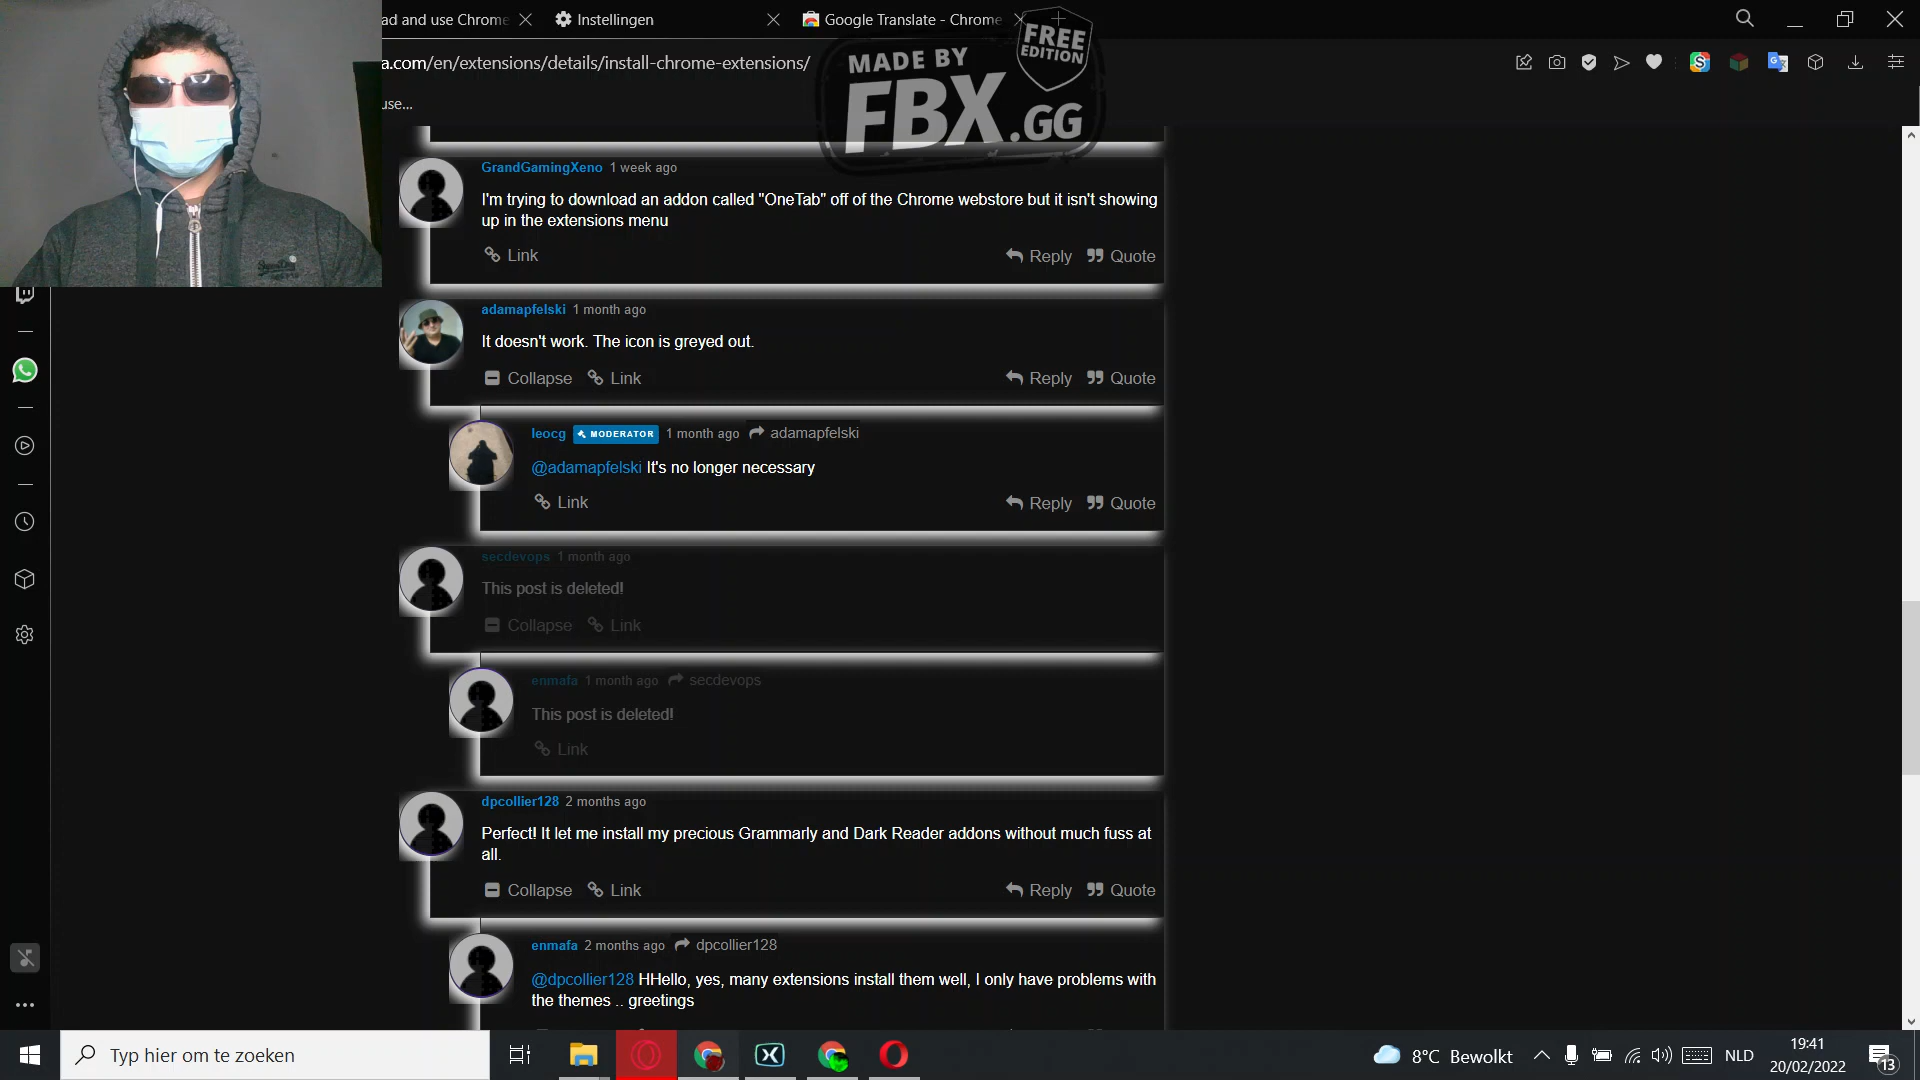 ad and use Chrome
Instellingen
Google Translate - Chrome
a.com/en/extensions/details/install-chrome-extensions/
use...
MADE BY
FBX.GG
FREE
EDITION
GrandGamingXeno 1 week ago
I'm trying to download an addon called "OneTab" off of the Chrome webstore but it isn't showing
up in the extensions menu
Link
Reply Quote
adamapfelski 1 month ago
It doesn't work. The icon is greyed out.
Collapse Link
Reply Quote
leocg MODERATOR 1 month ago adamapfelski
@adamapfelski It's no longer necessary
Link
Reply Quote
secdevops 1 month ago
This post is deleted!
Collapse Link
enmafa 1 month ago secdevops
This post is deleted!
Link
dpcollier128 2 months ago
Perfect! It let me install my precious Grammarly and Dark Reader addons without much fuss at
all.
Collapse Link
Reply Quote
enmafa 2 months ago dpcollier128
@dpcollier128 HHello, yes, many extensions install them well, I only have problems with
the themes .. greetings
Typ hier om te zoeken
8°C Bewolkt
NLD
19:41
20/02/2022
13